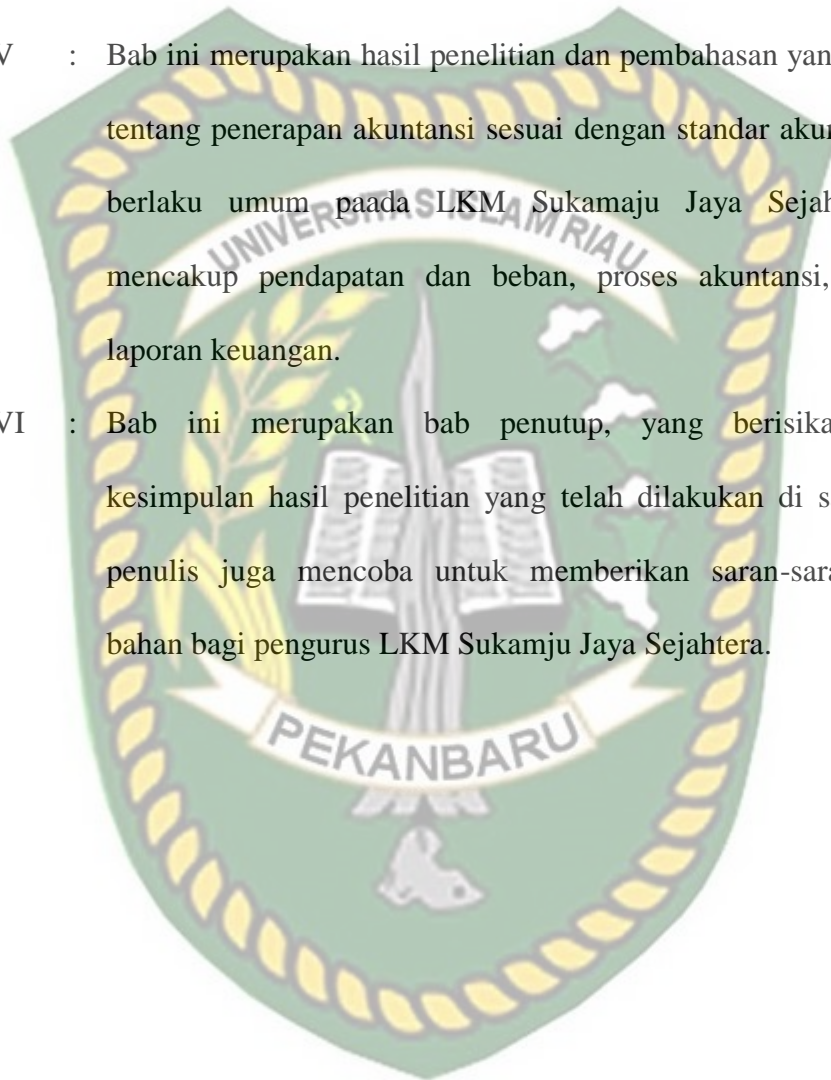 V : Bab ini merupakan hasil penelitian dan pembahasan yan
tentang penerapan akuntansi sesuai dengan standar aku
berlaku umum paada LKM Sukamaju Jaya Sejah
mencakup pendapatan dan beban, proses akuntansi,
laporan keuangan.
VI : Bab ini merupakan bab penutup, yang berisika
kesimpulan hasil penelitian yang telah dilakukan di s
penulis juga mencoba untuk memberikan saran-sara
bahan bagi pengurus LKM Sukamju Jaya Sejahtera.
UNIVERSITAS ISLAM RIAU
PEKANBARU